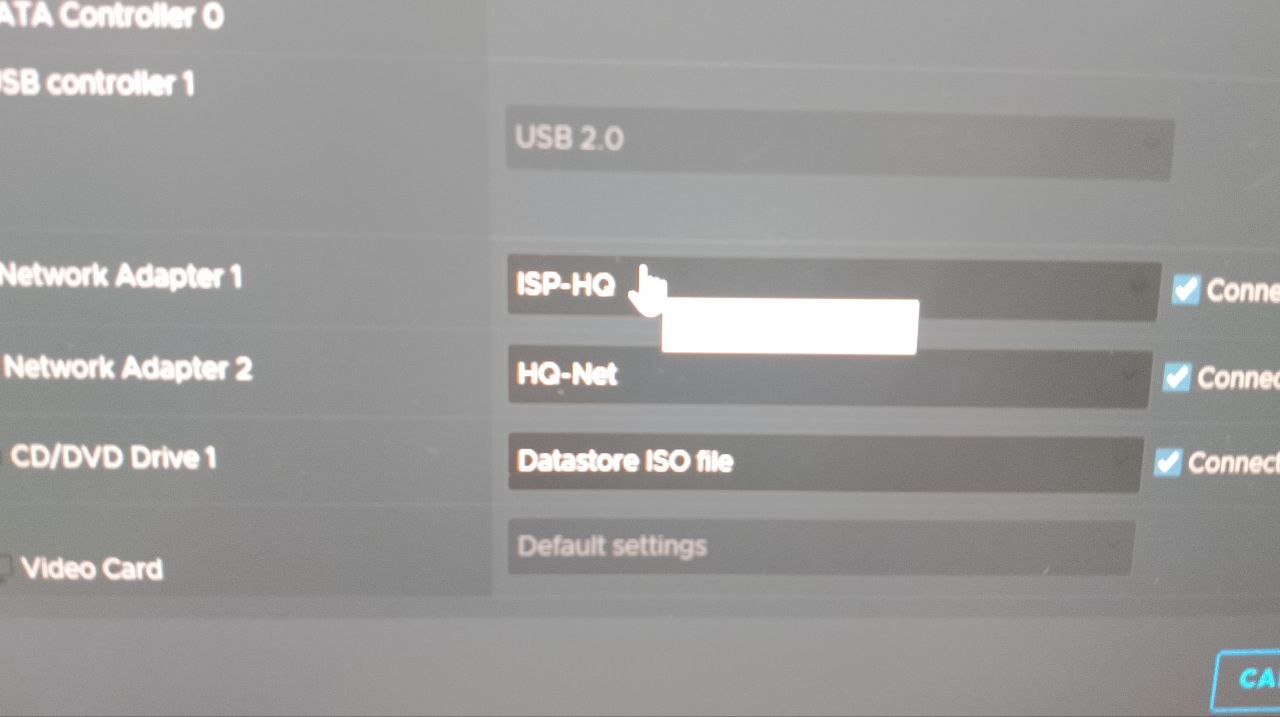 ATA Controller 0
USB controller 1
USB 2.0
Network Adapter 1
ISP-HQ
Conne
Network Adapter 2
HQ-Net
Connec
CD/DVD Drive 1
Datastore ISO file
Connect
Video Card
Default settings
CA